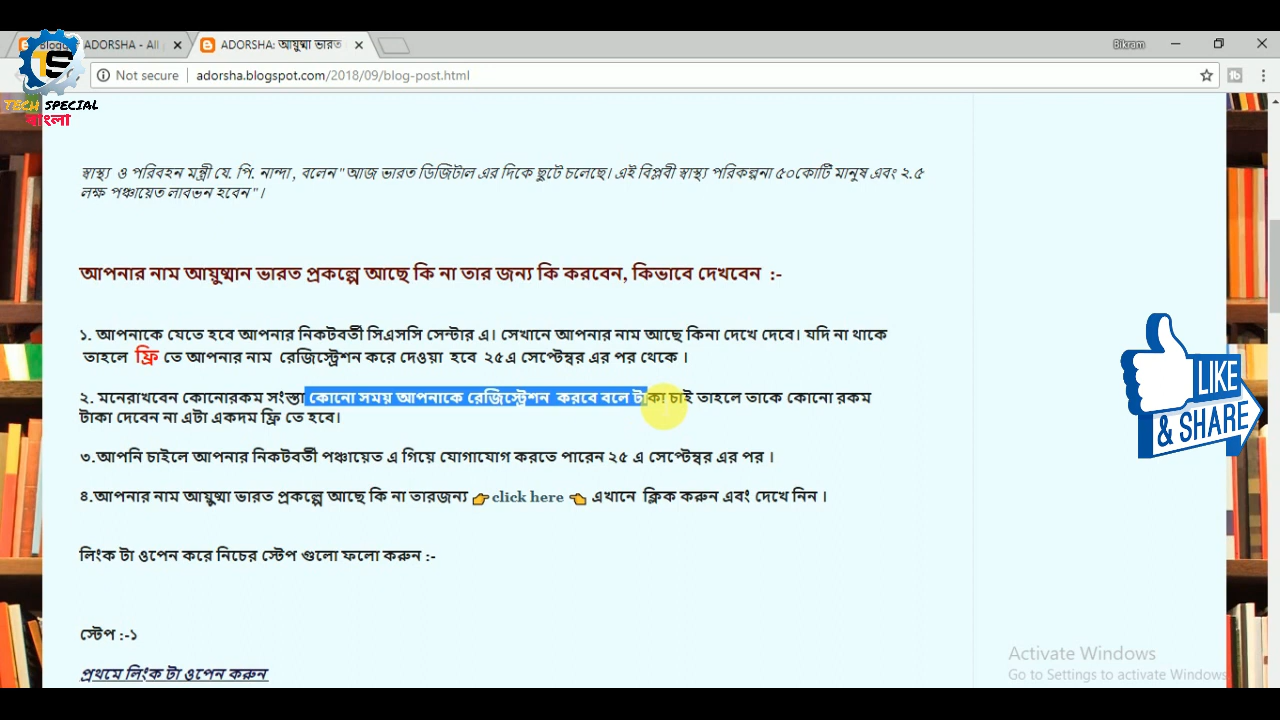 Blogger: ADORSHA - All
ADORSHA: আয়ুষ্মা ভারত
Bikram
Not secure
adorsha.blogspot.com/2018/09/blog-post.html
TS
TECH SPECIAL
বাংলা
স্বাস্থ্য ও পরিবহন মন্ত্রী যে. পি. নান্দা, বলেন"আজ ভারত ডিজিটাল এর দিকে ছুটে চলেছে। এই বিপ্লবী স্বাস্থ্য পরিকল্পনা ৫০কোটি মানুষ এবং ২.৫
লক্ষ পঞ্চায়েত লাবভন হবেন"।
আপনার নাম আয়ুষ্মান ভারত প্রকল্পে আছে কি না তার জন্য কি করবেন, কিভাবে দেখবেন :-
১. আপনাকে যেতে হবে আপনার নিকটবর্তী সিএসসি সেন্টার এ। সেখানে আপনার নাম আছে কিনা দেখে দেবে। যদি না থাকে
তাহলে ফ্রি তে আপনার নাম রেজিস্ট্রেশন করে দেওয়া হবে ২৫এ সেপ্টেম্বর এর পর থেকে ।
২. মনেরাখবেন কোনোরকম সংস্তা কোনো সময় আপনাকে রেজিস্ট্রেশন করবে বলে টাকা চাই তাহলে তাকে কোনো রকম
টাকা দেবেন না এটা একদম ফ্রি তে হবে।
৩.আপনি চাইলে আপনার নিকটবর্তী পঞ্চায়েত এ গিয়ে যোগাযোগ করতে পারেন ২৫ এ সেপ্টেম্বর এর পর ।
৪.আপনার নাম আয়ুষ্মা ভারত প্রকল্পে আছে কি না তারজন্য 👉click here 👈 এখানে ক্লিক করুন এবং দেখে নিন ।
LIKE
& SHARE
লিংক টা ওপেন করে নিচের স্টেপ গুলো ফলো করুন :-
স্টেপ :-১
প্রথমে লিংক টা ওপেন করুন
Activate Windows
Go to Settings to activate Windows